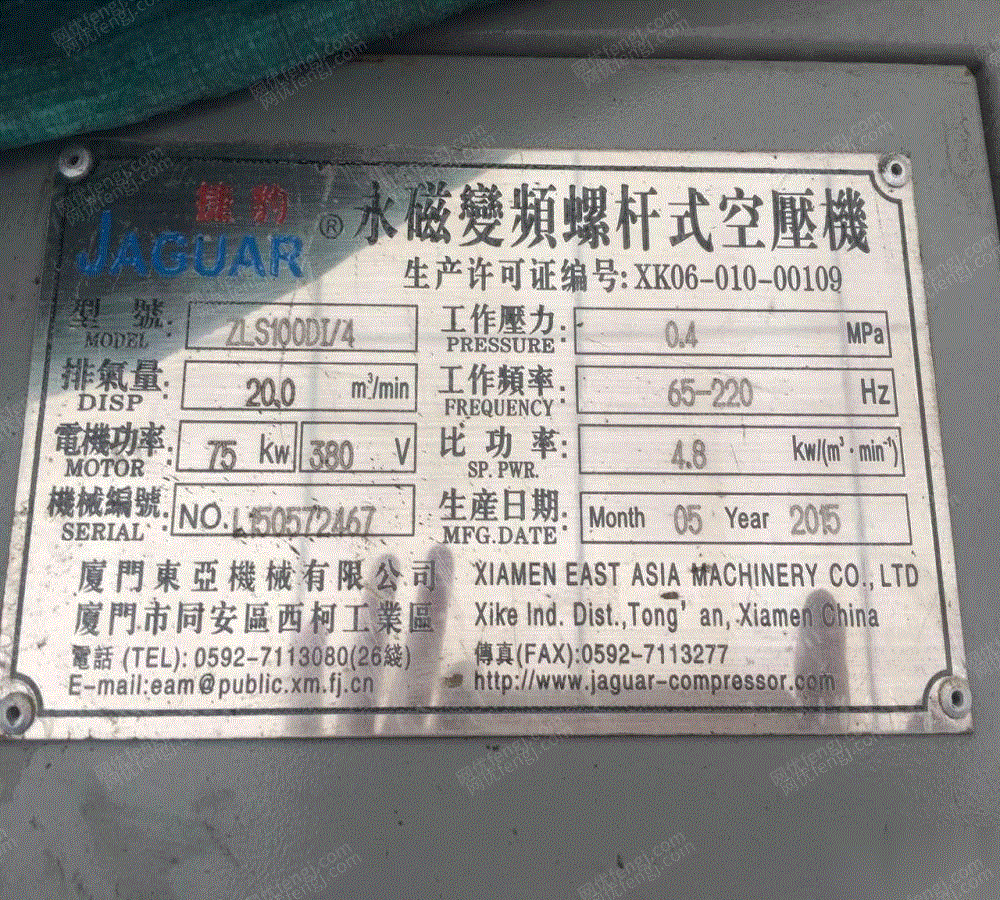 捷豹
JAGUAR ® 永磁變頻螺杆式空壓機
生产许可证编号: XK06-010-00109
型號: MODEL ZLS100DI/4 工作壓力: PRESSURE 0.4 MPa
排氣量: DISP 20.0 m³/min 工作頻率: FREQUENCY 65-220 Hz
電機功率: MOTOR 75 Kw 380 V 比功率: SP. PWR. 4.8 Kw/(m³·min⁻¹)
機械編號: SERIAL NO. L150572467 生産日期: MFG.DATE Month 05 Year 2015
廈門東亞機械有限公司 XIAMEN EAST ASIA MACHINERY CO., LTD
廈門市同安區西柯工業區 Xike Ind. Dist.,Tong'an, Xiamen China
電話 (TEL): 0592-7113080(26綫) 傳真(FAX):0592-7113277
E-mail:eam@public.xm.fj.cn http://www.jaguar-compressor.com